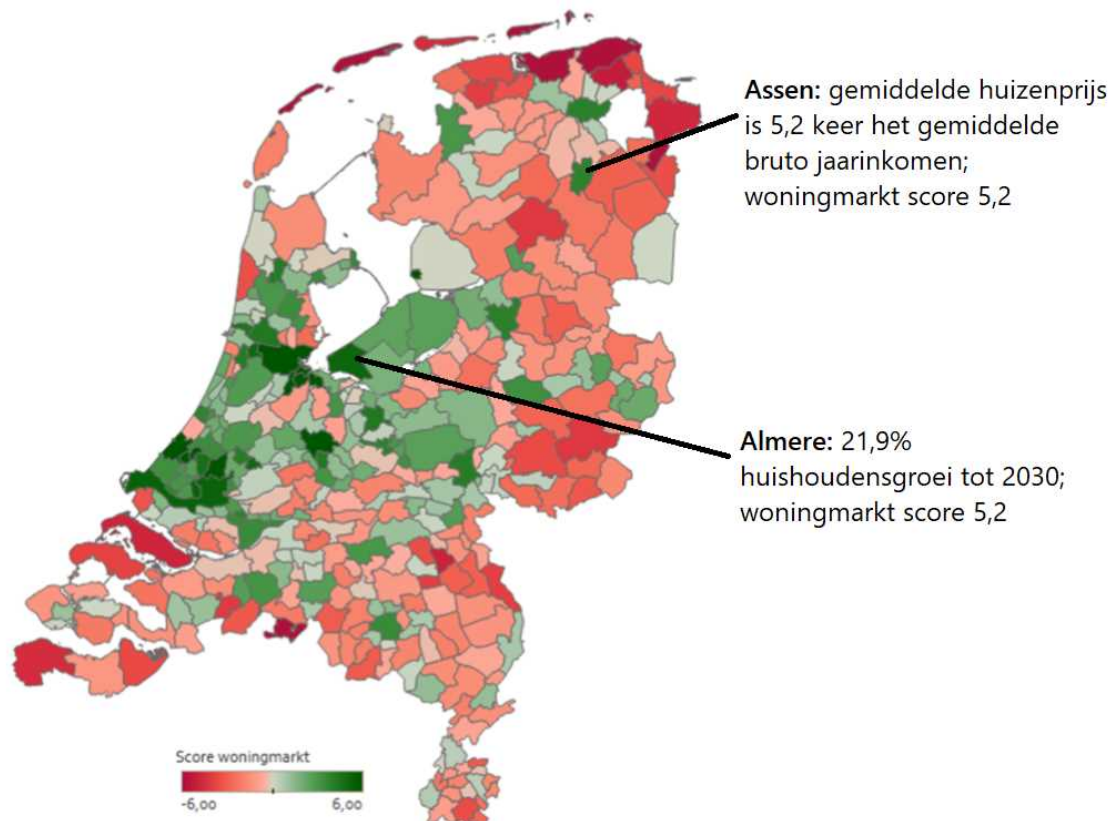 Assen: gemiddelde huizenprijs
is 5,2 keer het gemiddelde
bruto jaarinkomen;
woningmarkt score 5,2
Almere: 21,9%
huishoudensgroei tot 2030;
woningmarkt score 5,2
Score woningmarkt
-6,00 6,00